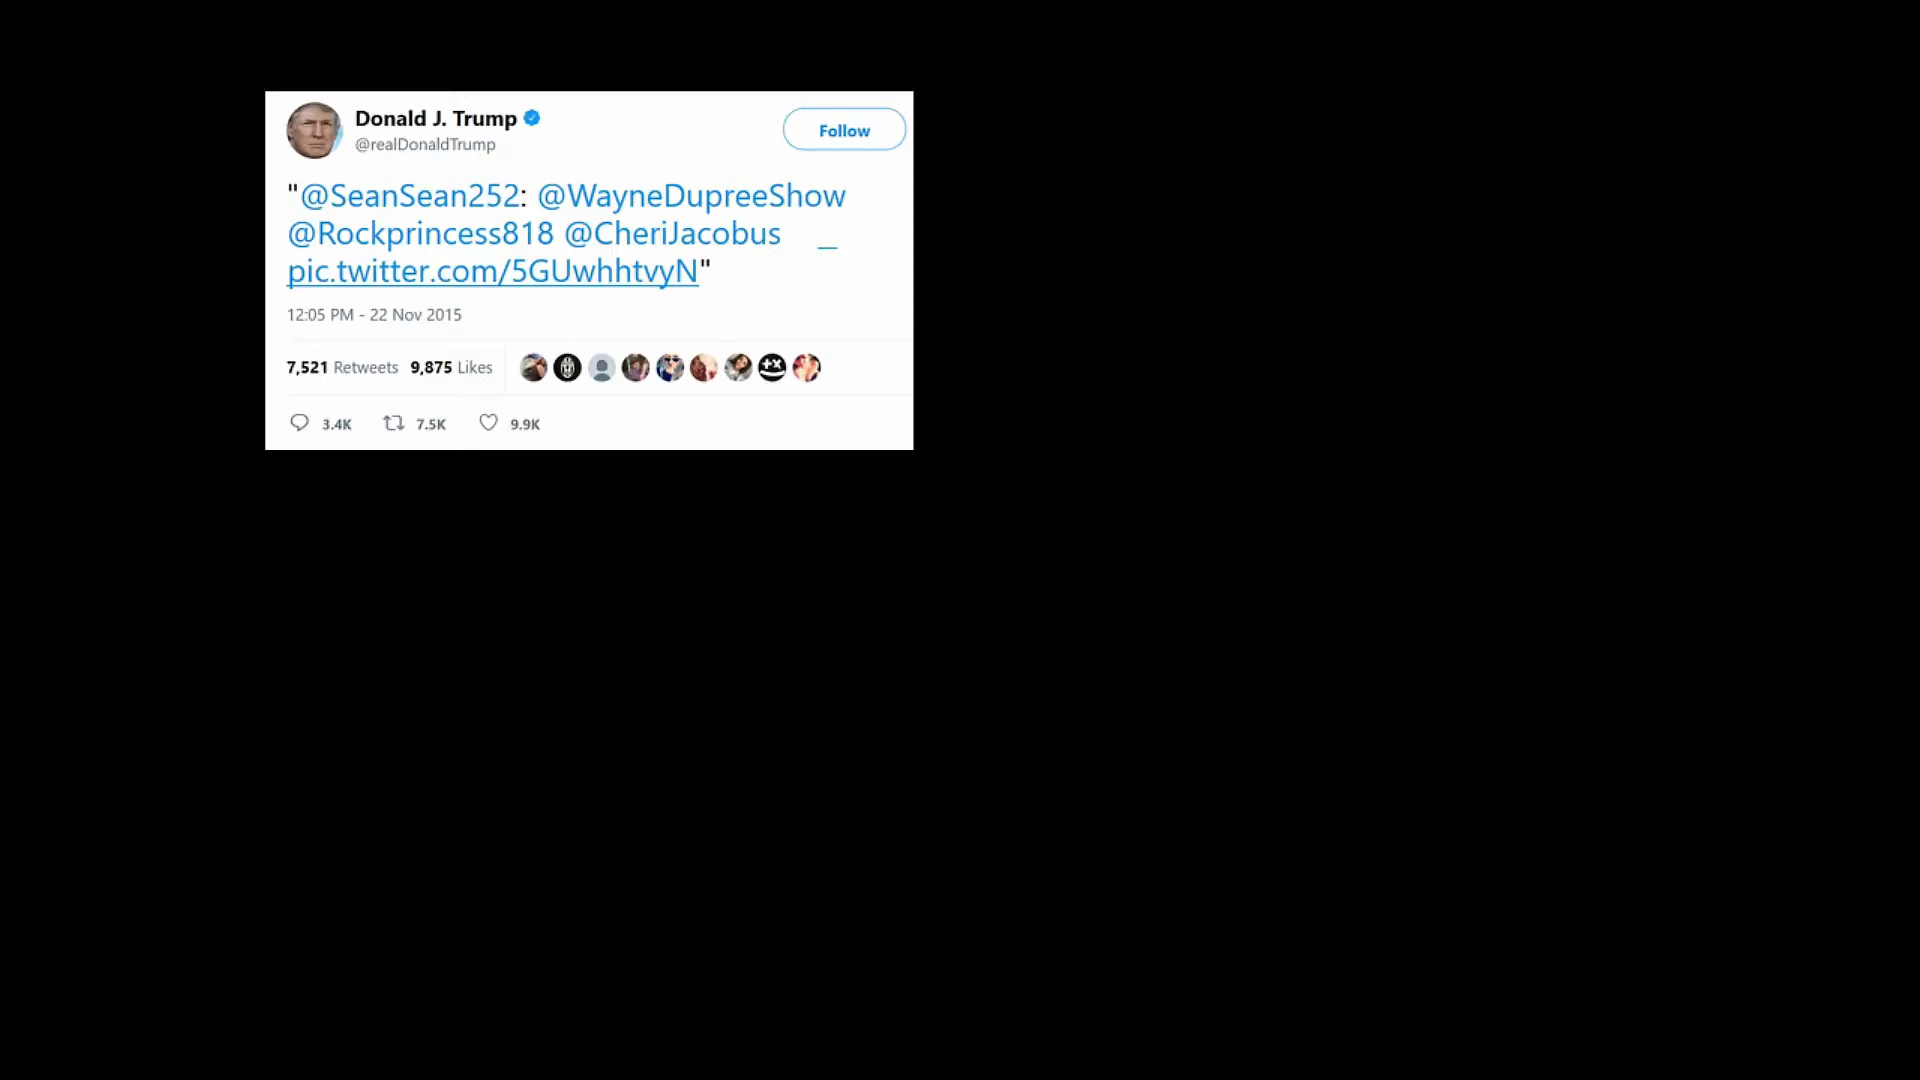 Donald J. Trump
@realDonaldTrump
Follow
"@SeanSean252: @WayneDupreeShow
@Rockprincess818 @CheriJacobus
pic.twitter.com/5GUwhhtvyN"
12:05 PM - 22 Nov 2015
7,521 Retweets 9,875 Likes
3.4K 7.5K 9.9K